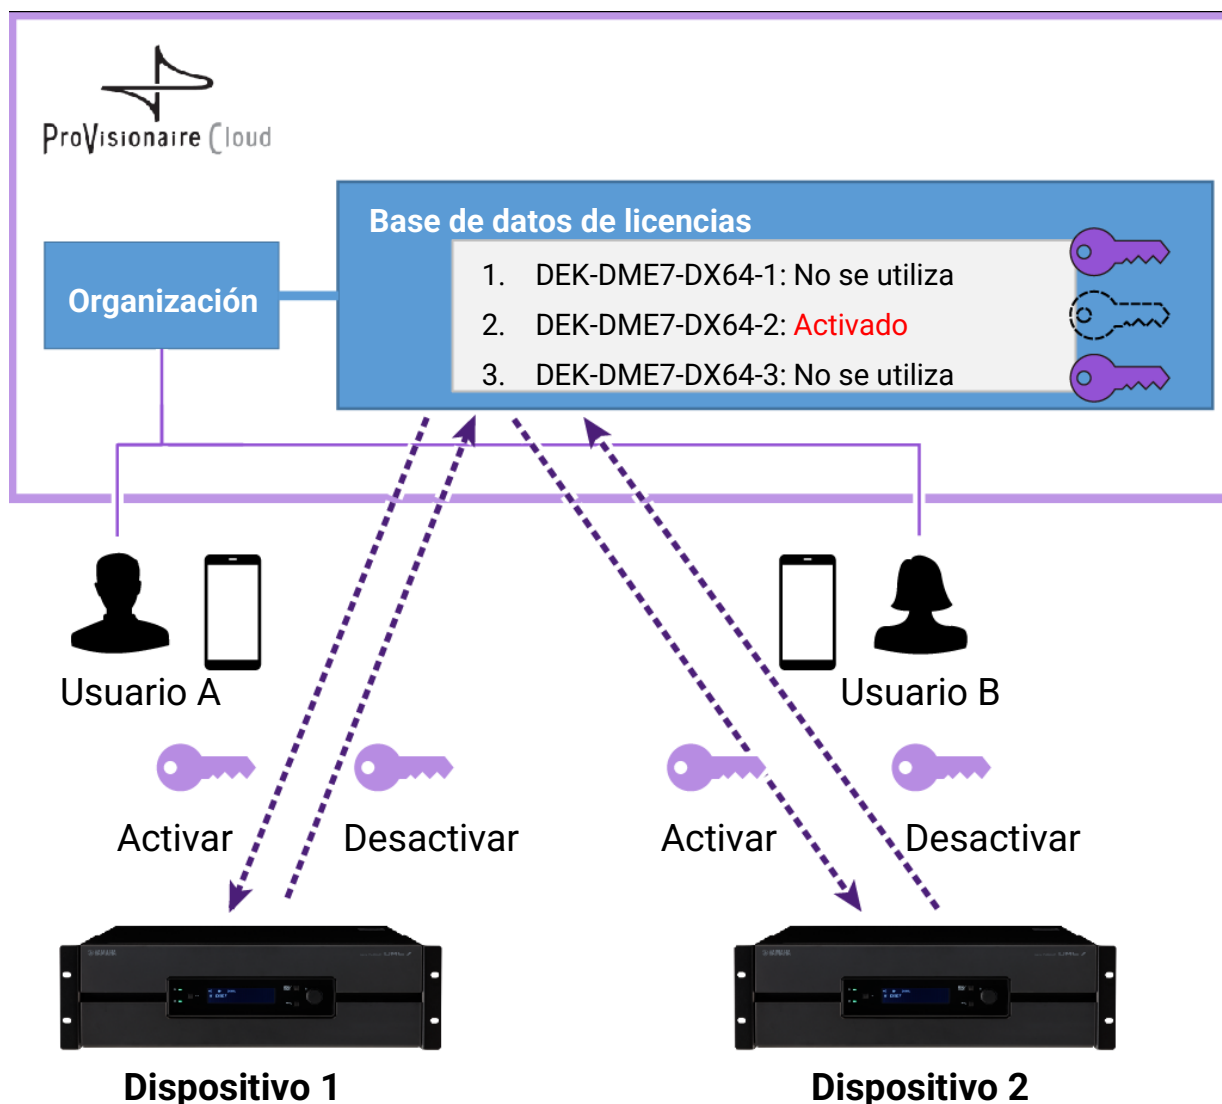 ProVisionaire Cloud
Base de datos de licencias
Organización
1. DEK-DME7-DX64-1: No se utiliza
2. DEK-DME7-DX64-2: Activado
3. DEK-DME7-DX64-3: No se utiliza
Usuario A
Usuario B
Activar
Desactivar
Activar
Desactivar
YAMAHA
YAMAHA
Dispositivo 1
Dispositivo 2